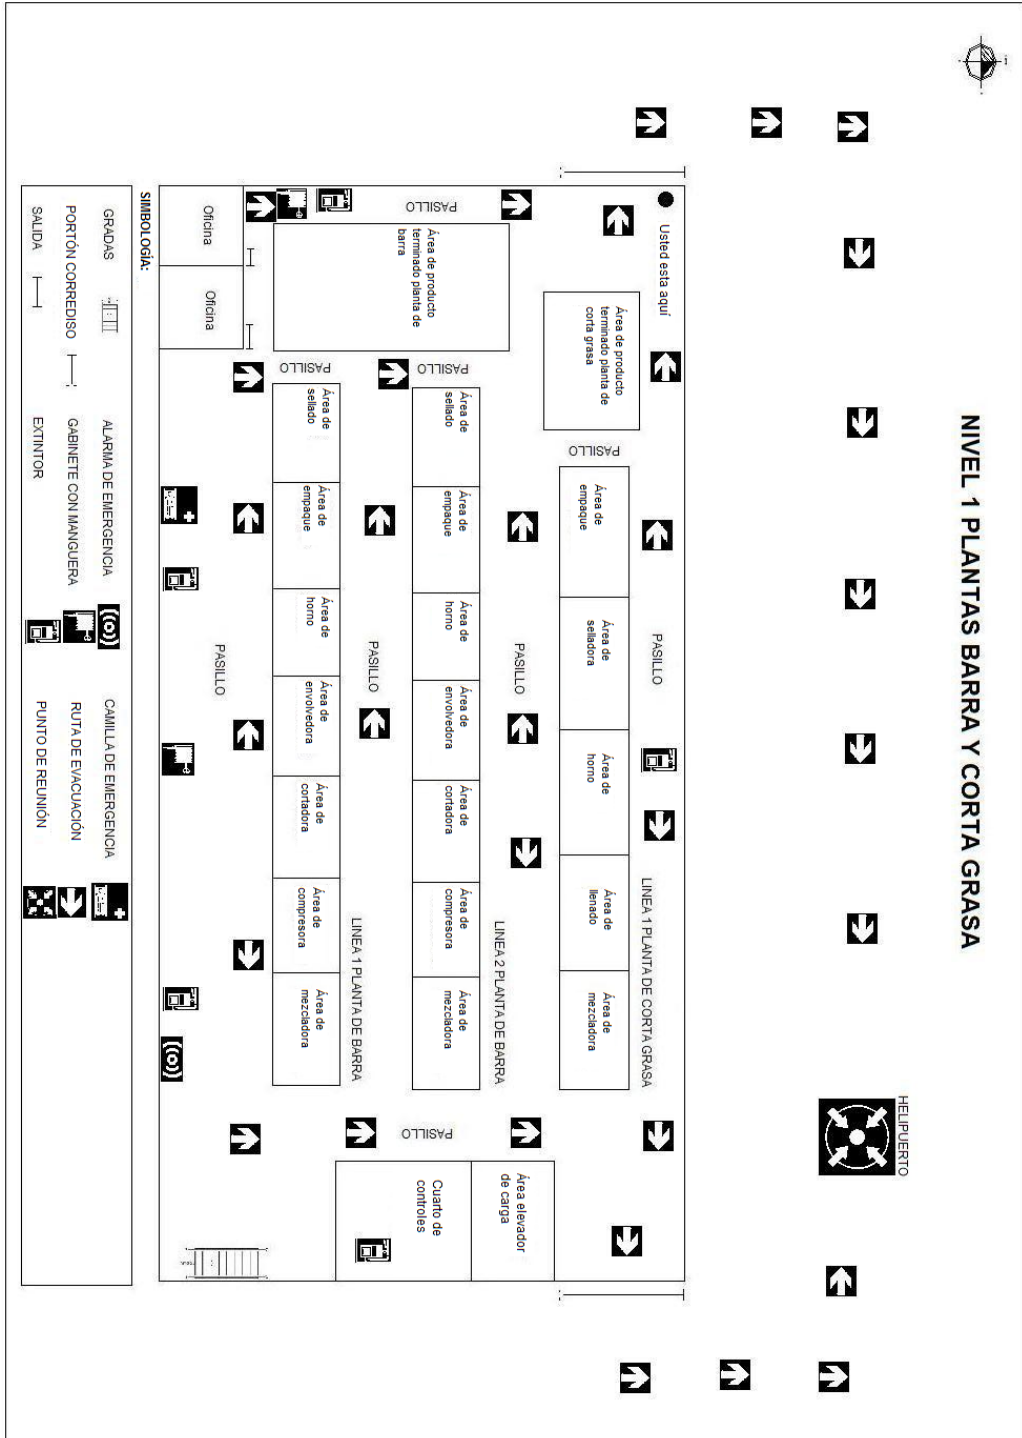 NIVEL 1 PLANTAS BARRA Y CORTA GRASA
HELIPUERTO
Usted esta aquí
PASILLO
LINEA 1 PLANTA DE CORTA GRASA
Área de producto
terminado planta de
corta grasa
PASILLO
Área de
empaque
Área de
selladora
Área de
horno
Área de
llenado
Área de
mezcladora
PASILLO
LINEA 2 PLANTA DE BARRA
Área elevador
de carga
PASILLO
Área de producto
terminado planta de
barra
PASILLO
Área de
sellado
Área de
empaque
Área de
horno
Área de
envolvedora
Área de
cortadora
Área de
compresora
Área de
mezcladora
PASILLO
Cuarto de
controles
PASILLO
LINEA 1 PLANTA DE BARRA
PASILLO
Área de
sellado
Área de
empaque
Área de
horno
Área de
envolvedora
Área de
cortadora
Área de
compresora
Área de
mezcladora
Oficina
Oficina
PASILLO
SIMBOLOGÍA:
GRADAS
ALARMA DE EMERGENCIA
CAMILLA DE EMERGENCIA
PORTÓN CORREDISO
GABINETE CON MANGUERA
RUTA DE EVACUACIÓN
SALIDA
EXTINTOR
PUNTO DE REUNIÓN